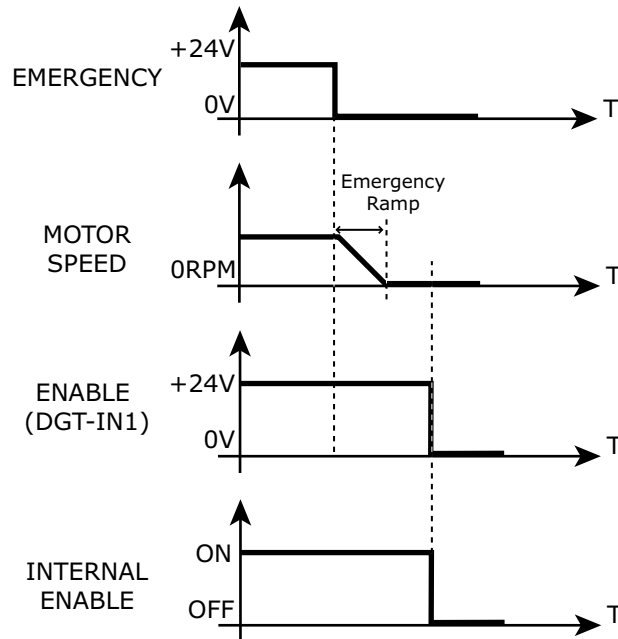 +24V
EMERGENCY
0V
T
Emergency
Ramp
MOTOR
SPEED
0RPM
T
+24V
ENABLE
(DGT-IN1)
0V
T
ON
INTERNAL
ENABLE
OFF
T